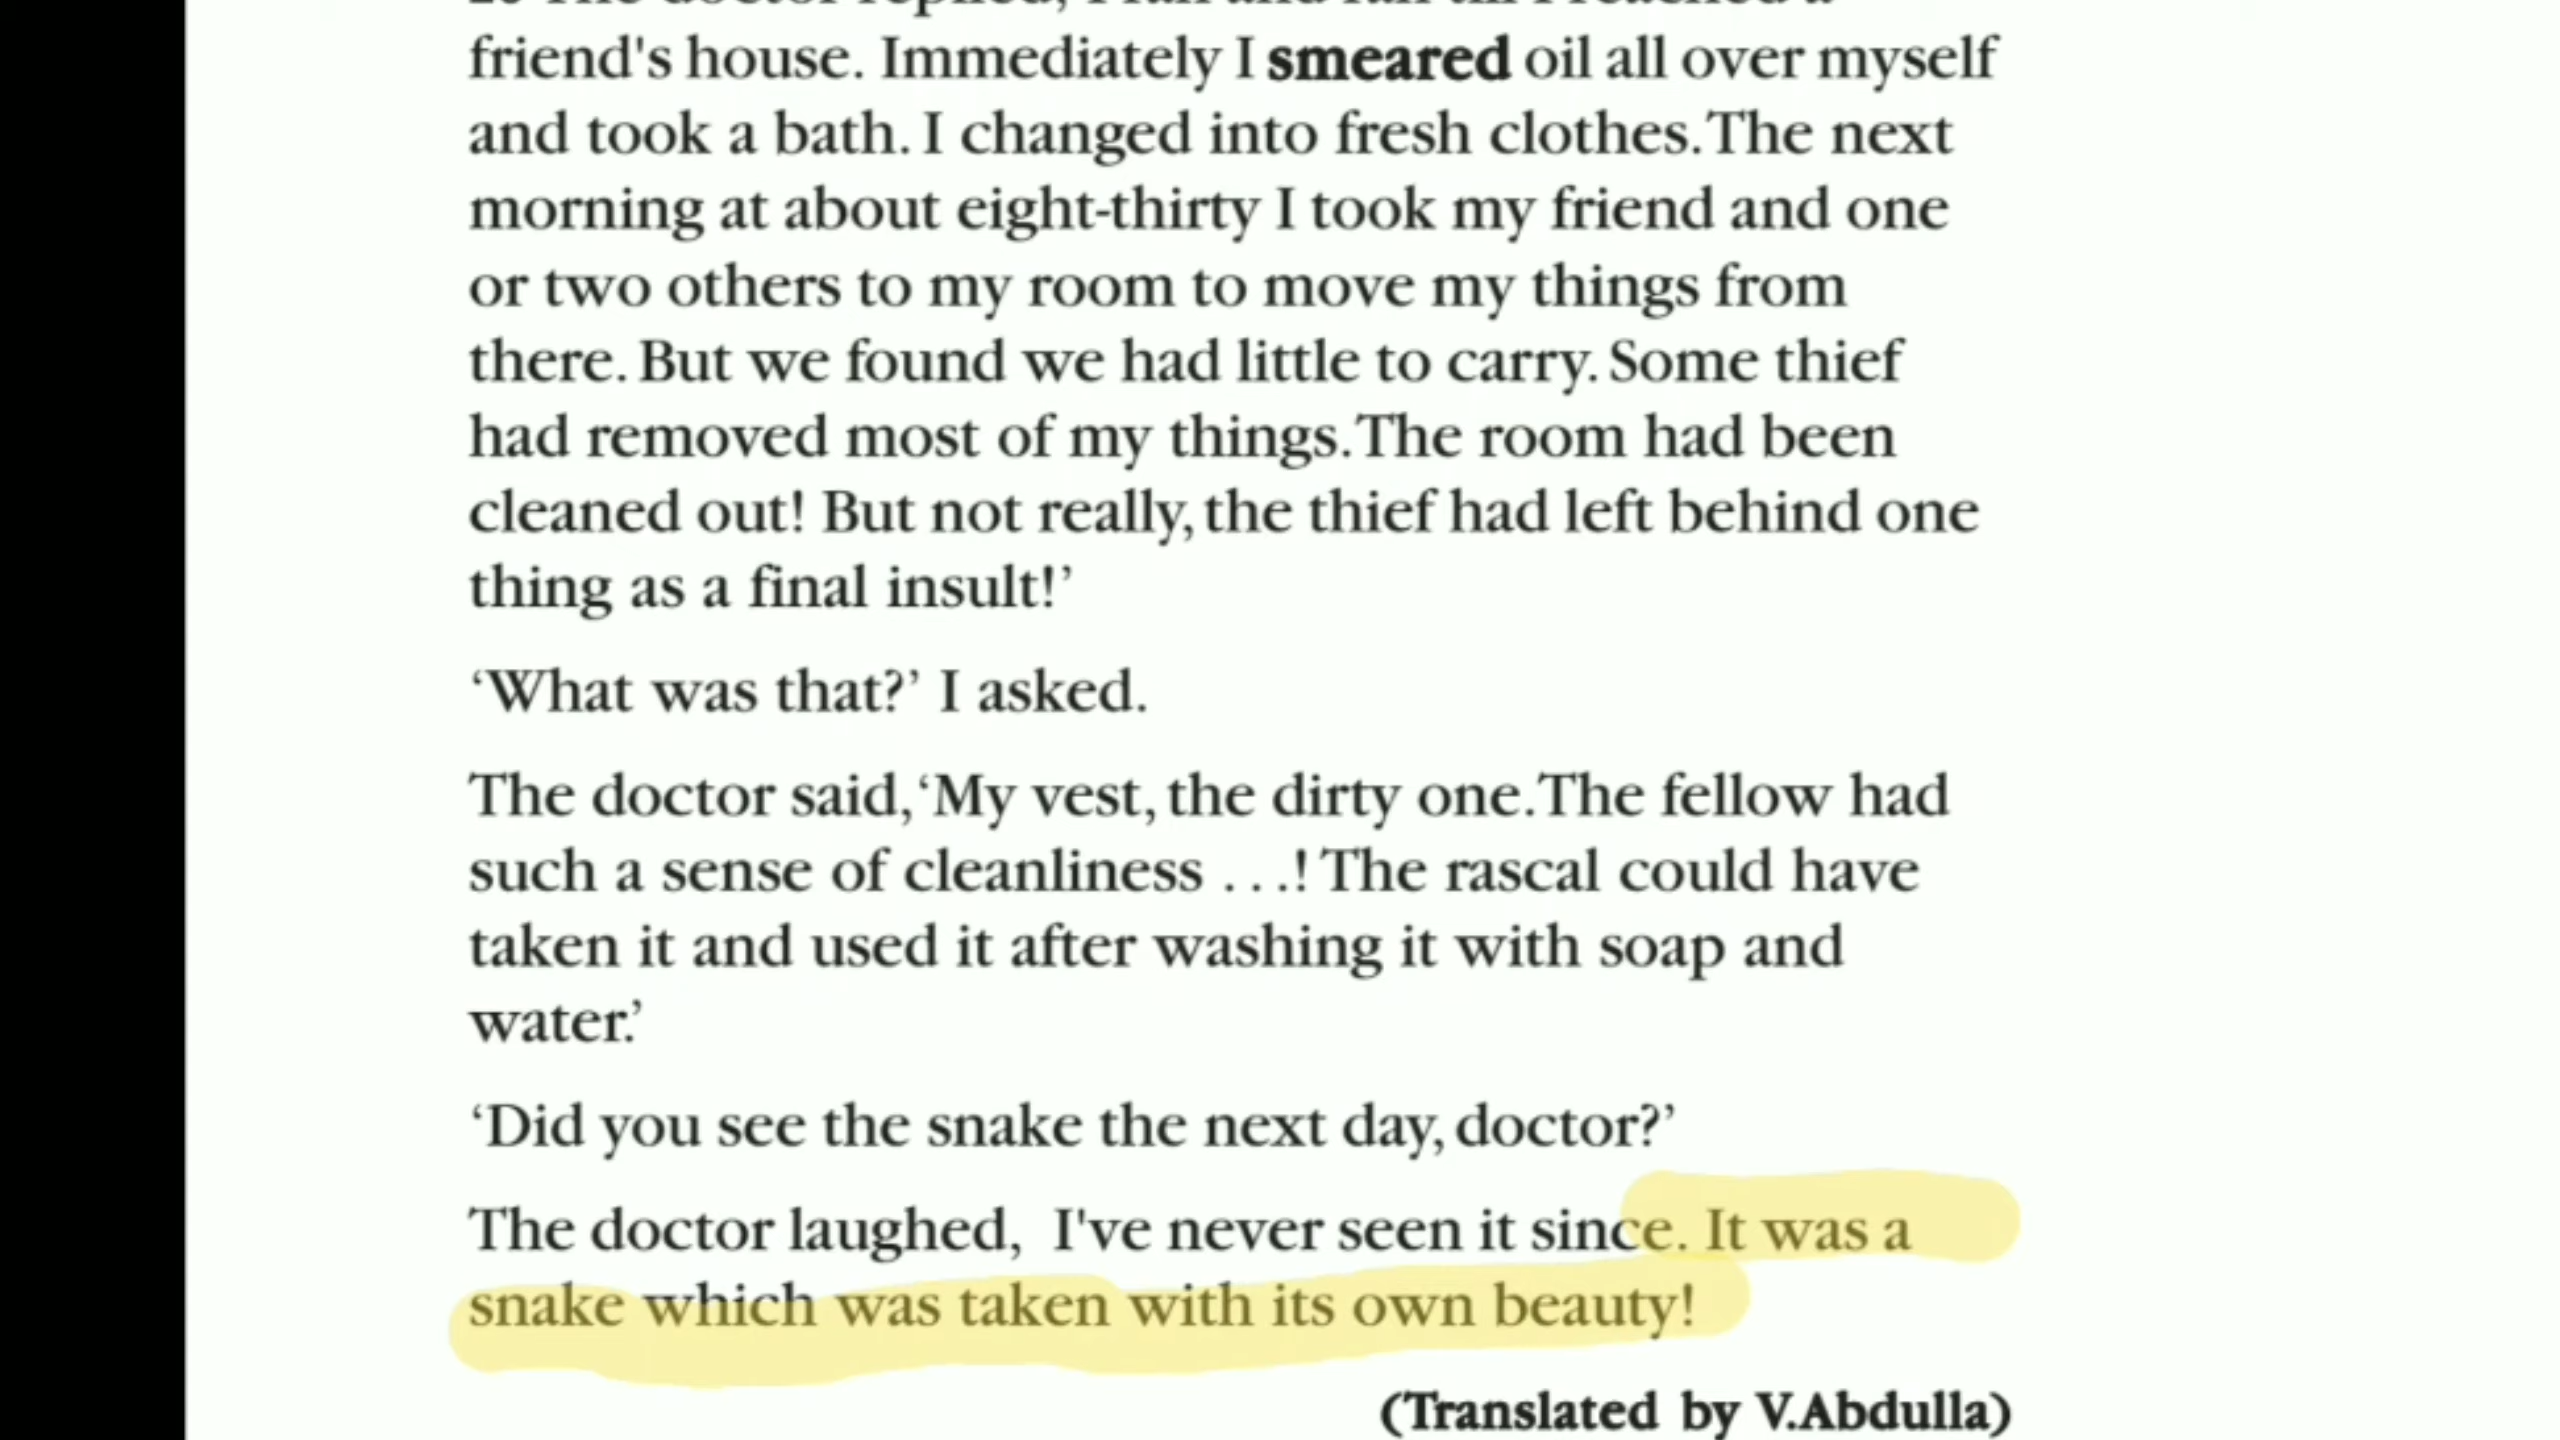 friend's house. Immediately I smeared oil all over myself
and took a bath. I changed into fresh clothes. The next
morning at about eight-thirty I took my friend and one
or two others to my room to move my things from
there. But we found we had little to carry. Some thief
had removed most of my things. The room had been
cleaned out! But not really, the thief had left behind one
thing as a final insult!’
‘What was that?’ I asked.
The doctor said, ‘My vest, the dirty one. The fellow had
such a sense of cleanliness . . .! The rascal could have
taken it and used it after washing it with soap and
water.’
‘Did you see the snake the next day, doctor?’
The doctor laughed, I've never seen it since. It was a
snake which was taken with its own beauty!
(Translated by V.Abdulla)